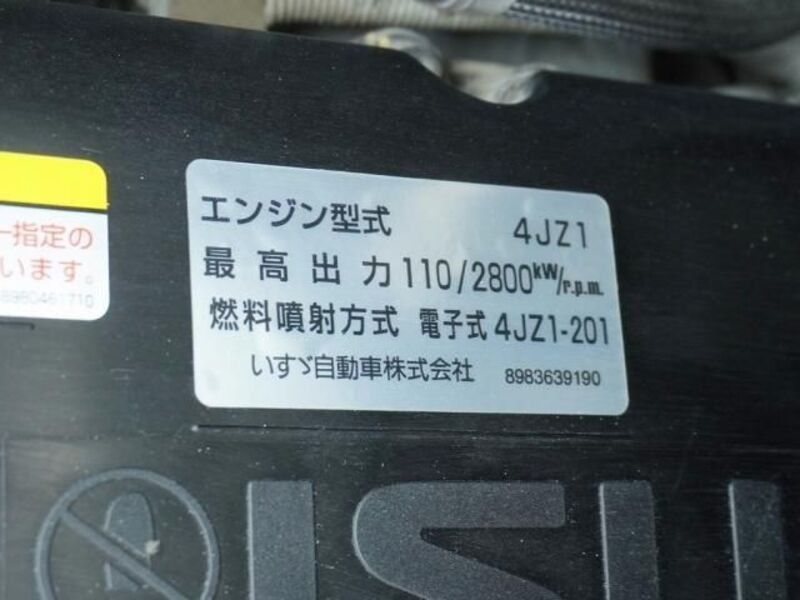 エンジン型式 4JZ1
最高出力 110/2800kW/r.p.m.
燃料噴射方式 電子式 4JZ1-201
いすゞ自動車株式会社 8983639190
ー指定の
います。
8980461710
ISU